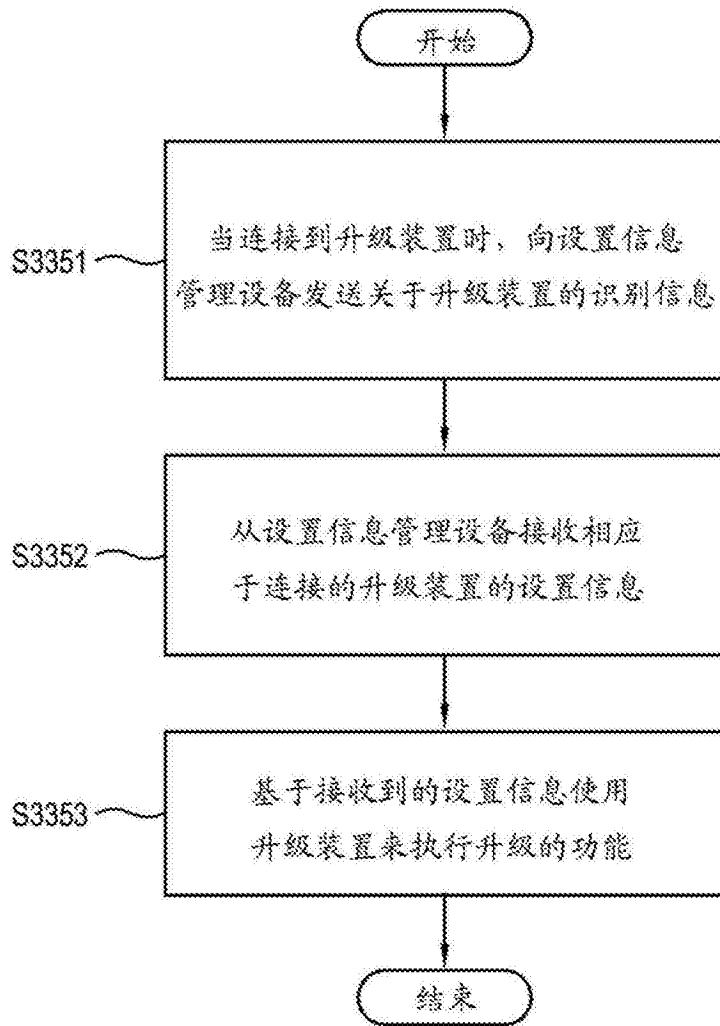 开始
S3351
当连接到升级装置时，向设置信息
管理设备发送关于升级装置的识别信息
S3352
从设置信息管理设备接收相应
于连接的升级装置的设置信息
S3353
基于接收到的设置信息使用
升级装置来执行升级的功能
结束